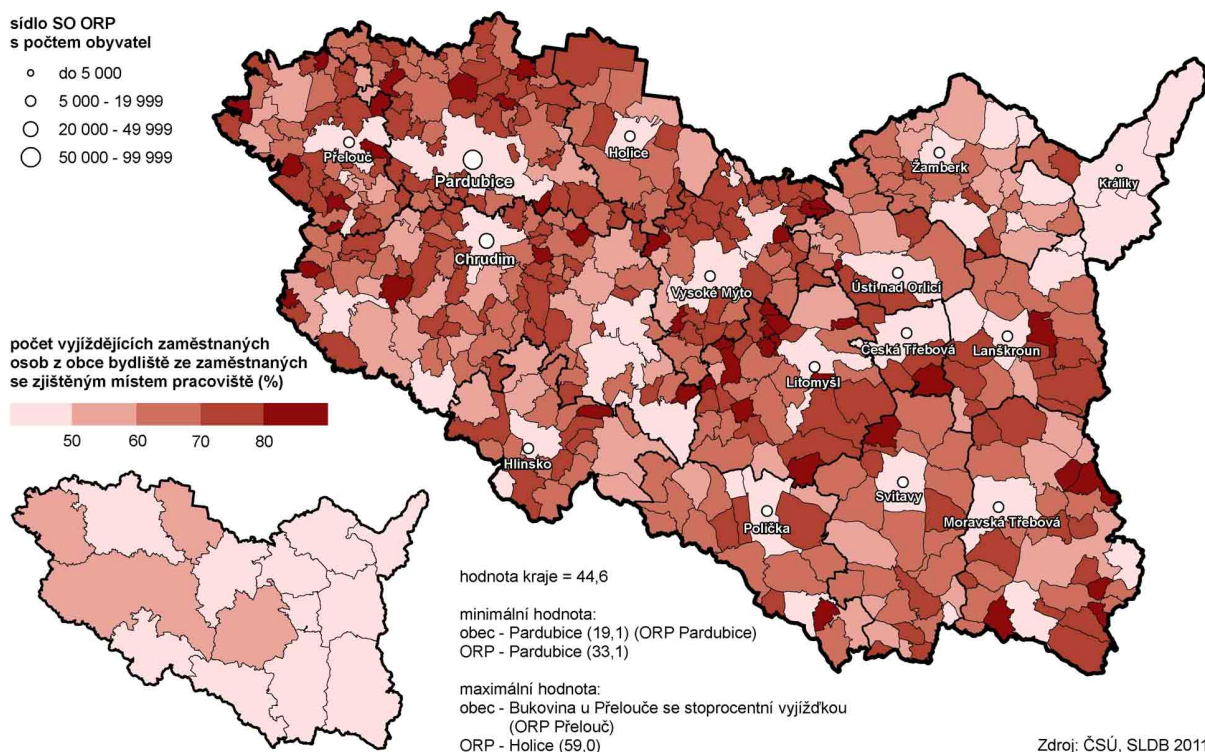 sídlo SO ORP
s počtem obyvatel
do 5 000
5 000 - 19 999
20 000 - 49 999
50 000 - 99 999
Přelouč
Pardubice
Holice
Žamberk
Králíky
Chrudim
Vysoké Mýto
Ústí nad Orlicí
Česká Třebová
Lanškroun
Litomyšl
Hlinsko
Svitavy
Polička
Moravská Třebová
počet vyjíždějících zaměstnaných
osob z obce bydliště ze zaměstnaných
se zjištěným místem pracoviště (%)
50 60 70 80
hodnota kraje = 44,6
minimální hodnota:
obec - Pardubice (19,1) (ORP Pardubice)
ORP - Pardubice (33,1)
maximální hodnota:
obec - Bukovina u Přelouče se stoprocentní vyjížďkou
(ORP Přelouč)
ORP - Holice (59,0)
Zdroj: ČSÚ, SLDB 2011